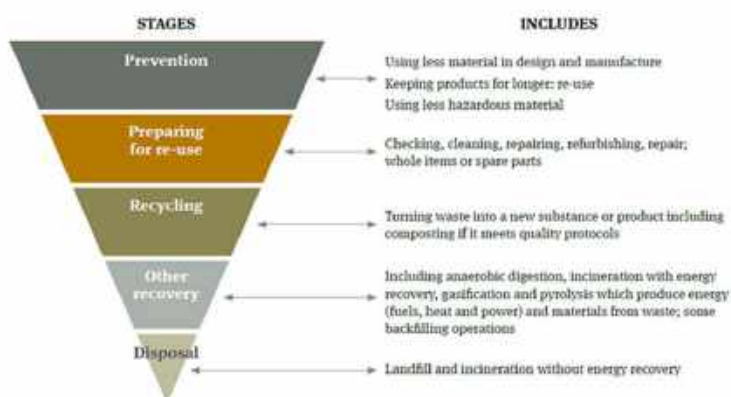 STAGES
INCLUDES
Prevention
Using less material in design and manufacture
Keeping products for longer: re-use
Using less hazardous material
Preparing
for re-use
Checking, cleaning, repairing, refurbishing, repair;
whole items or spare parts
Recycling
Turning waste into a new substance or product including
composting if it meets quality protocols
Other
recovery
Including anaerobic digestion, incineration with energy
recovery, gasification and pyrolysis which produce energy
(fuels, heat and power) and materials from waste; some
backfilling operations
Disposal
Landfill and incineration without energy recovery